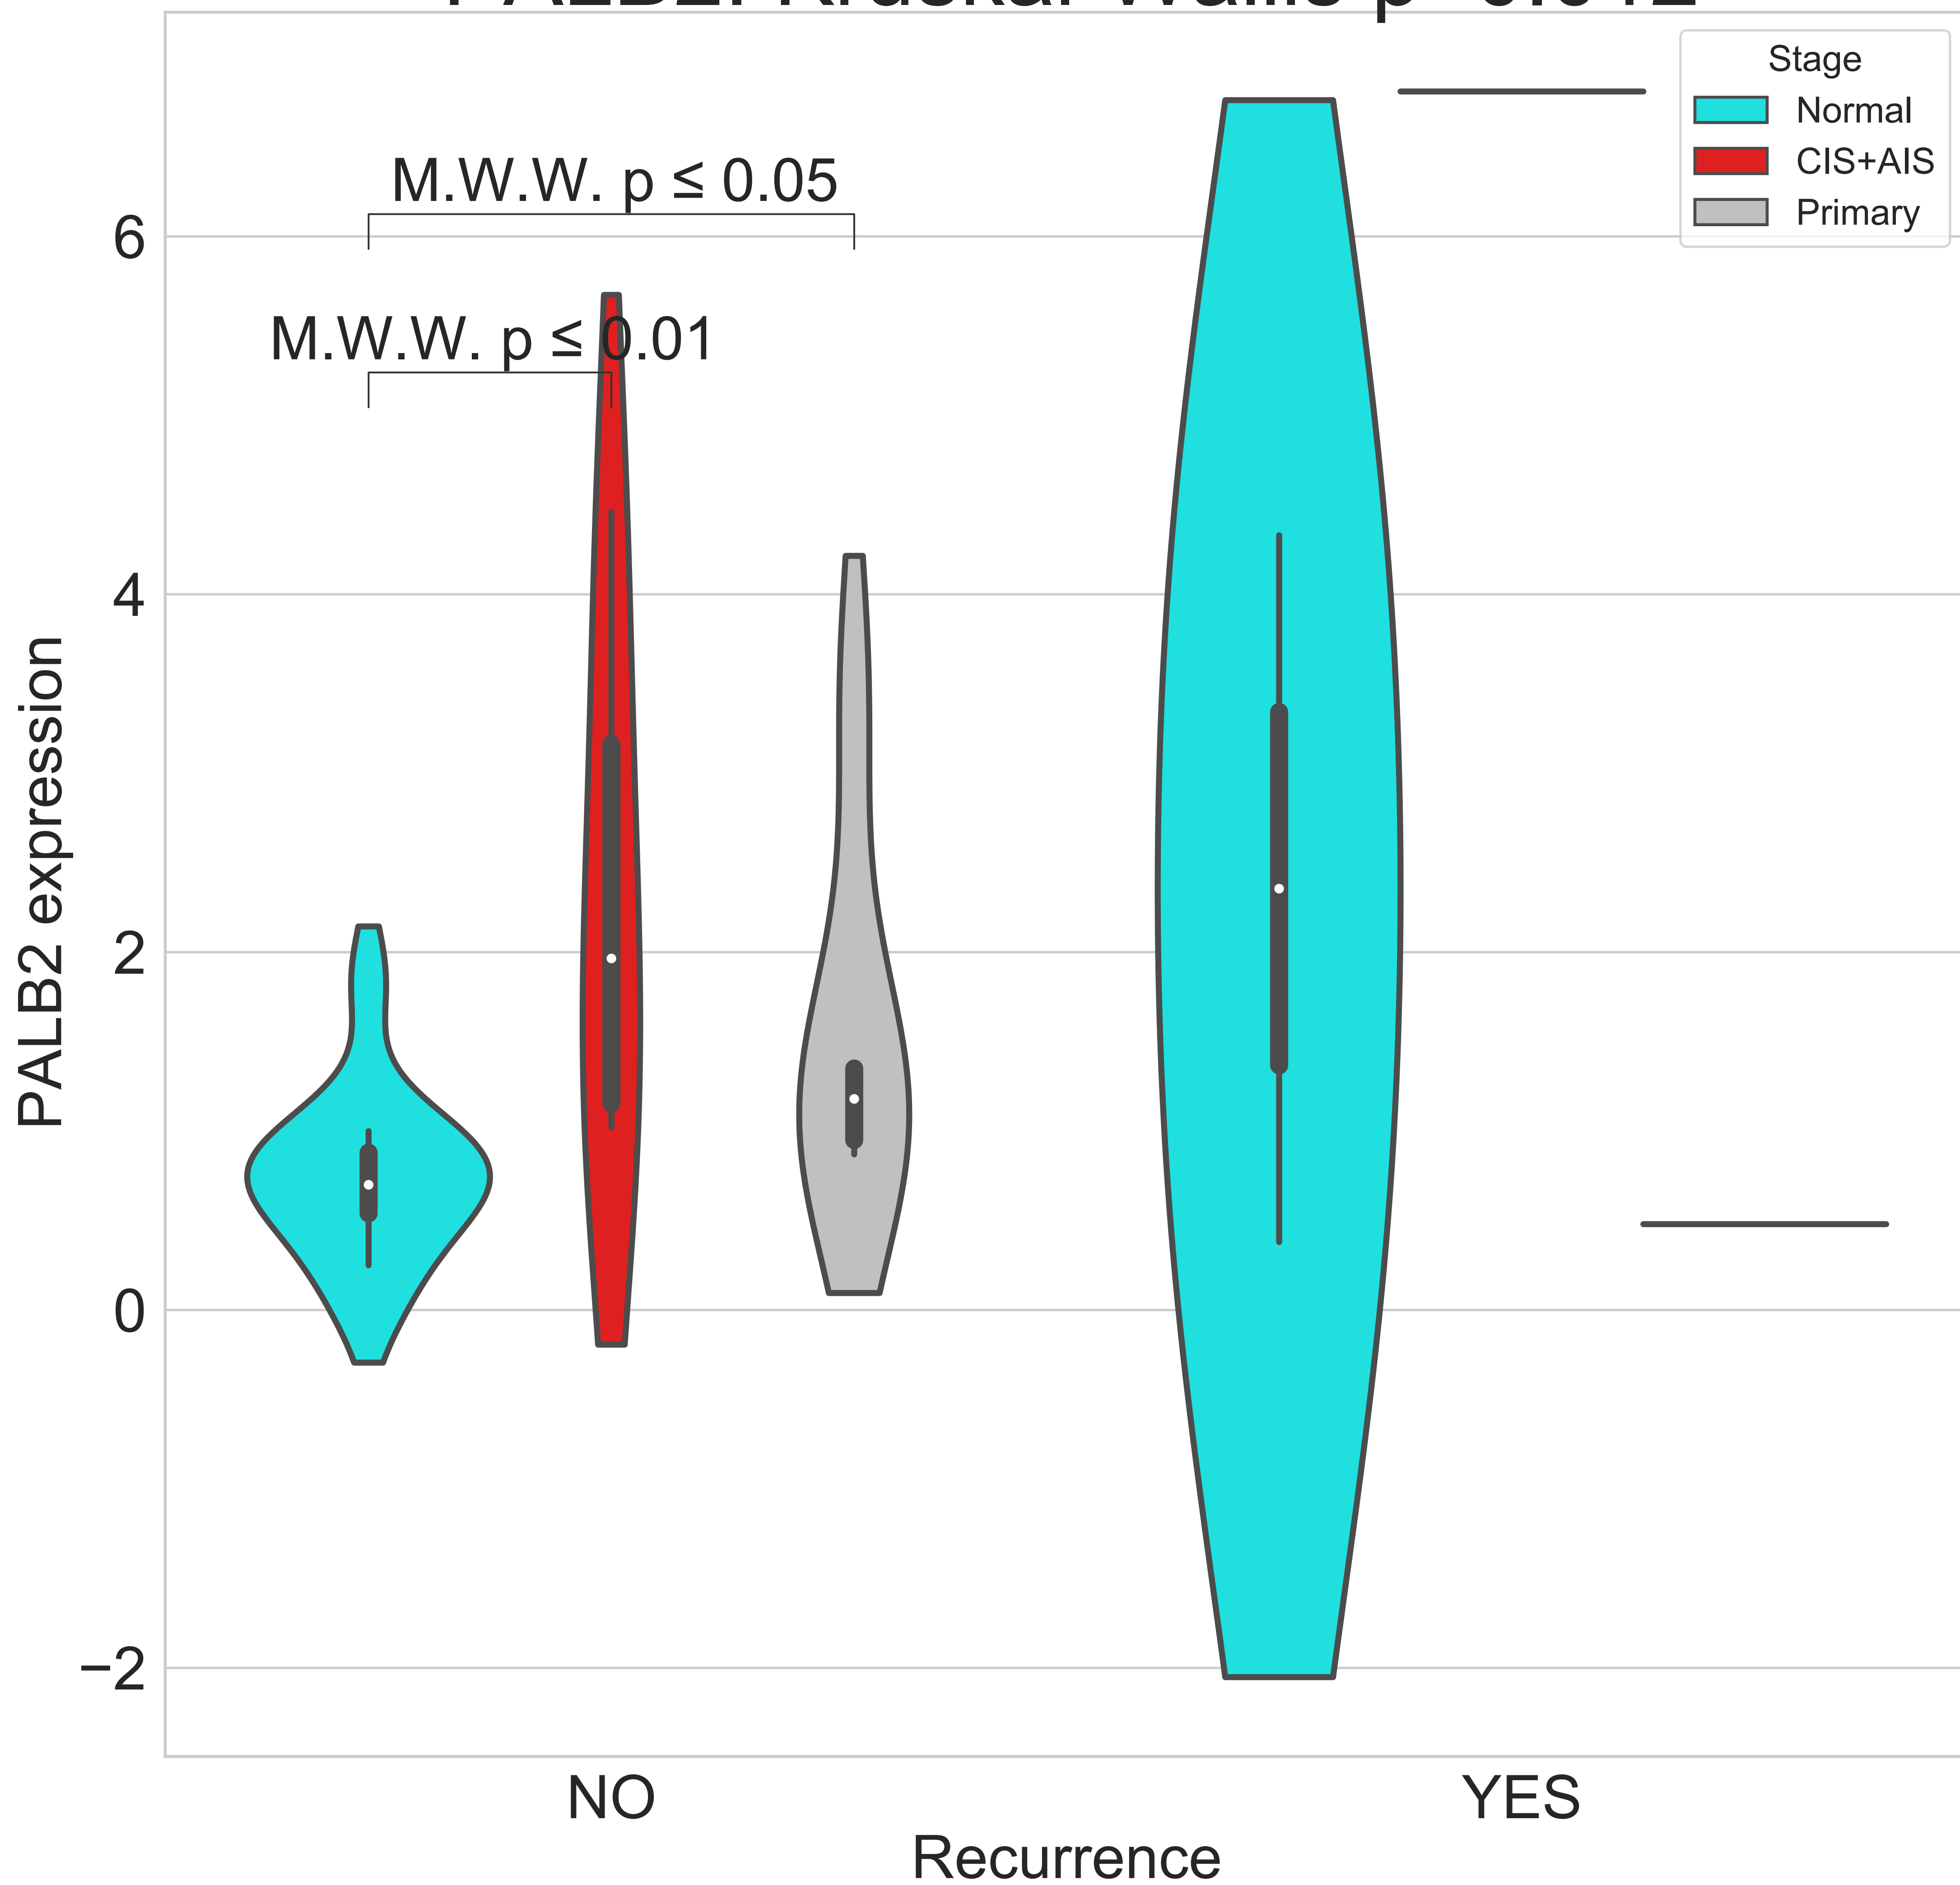 Stage
Normal
CIS+AIS
Primary
M.W.W. p ≤ 0.05
M.W.W. p ≤ 0.01
6
4
2
0
−2
PALB2 expression
NO
YES
Recurrence